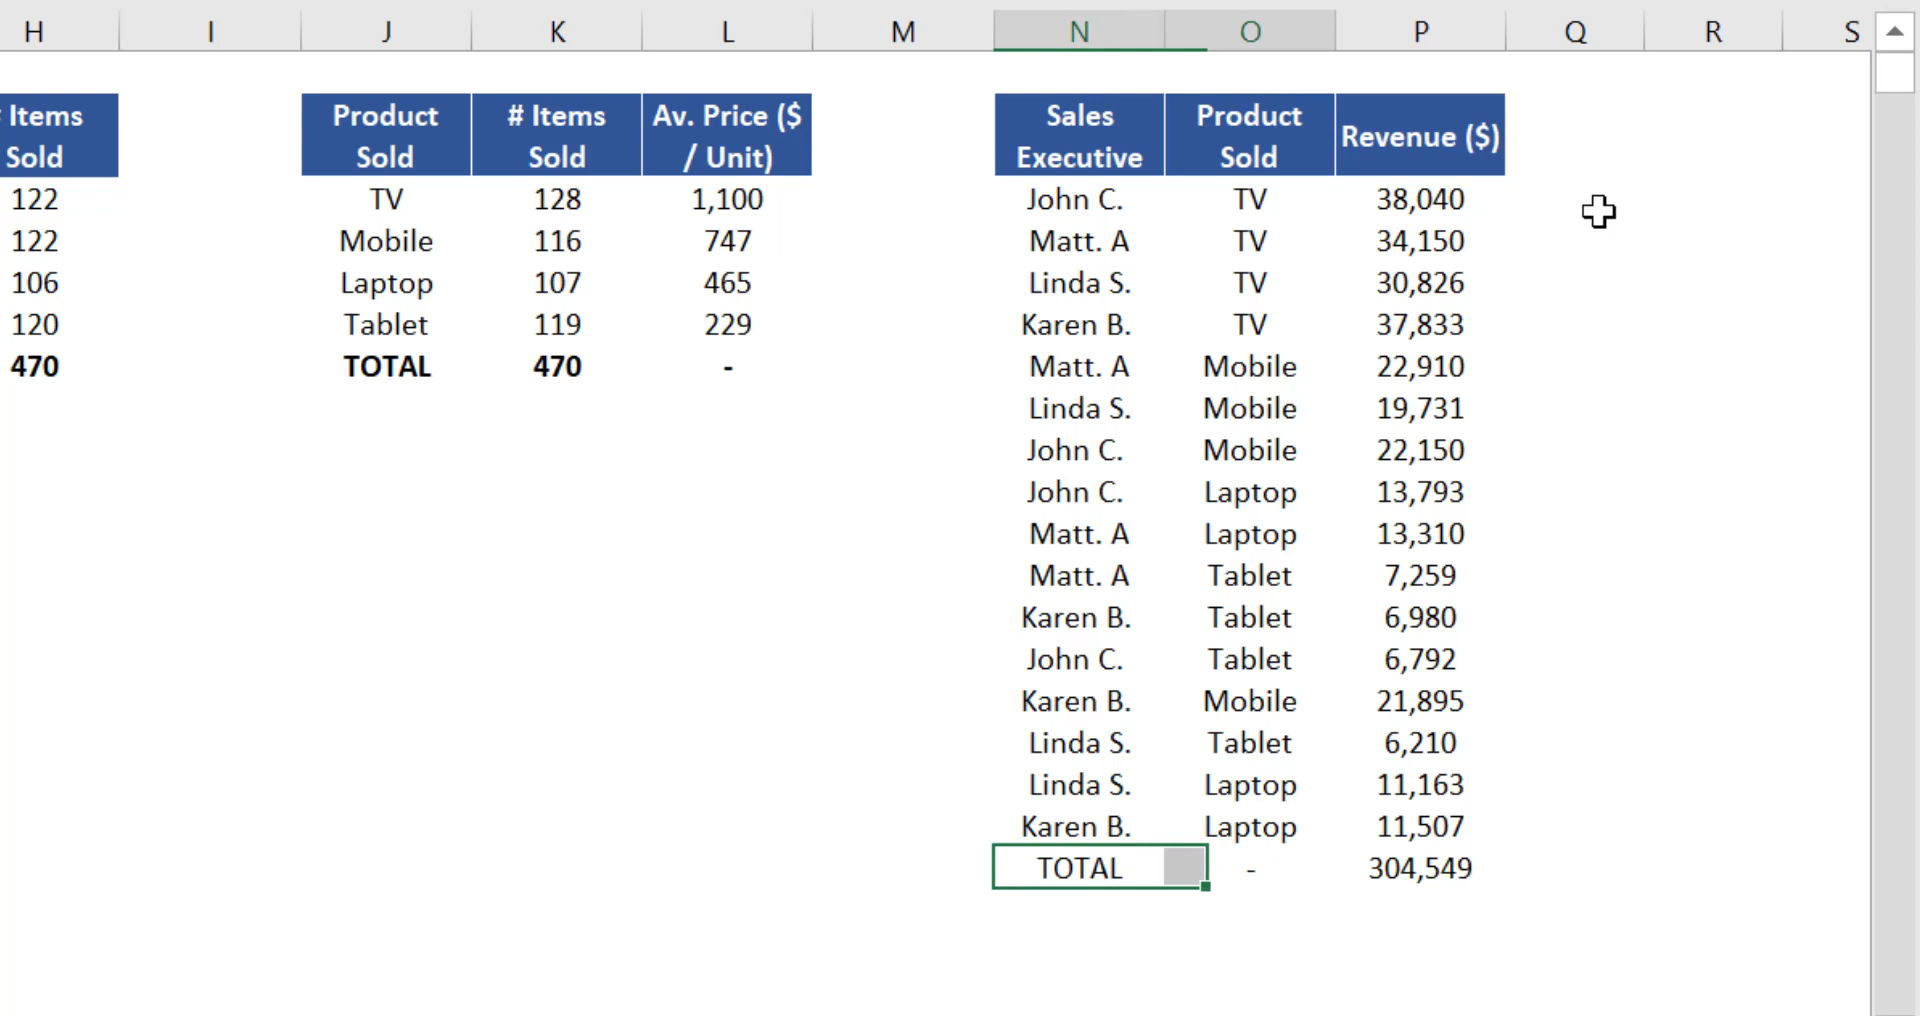 H I J K L M N O P Q R S
Items
Sold
122
122
106
120
470
Product Sold # Items Sold Av. Price ($ / Unit)
TV 128 1,100
Mobile 116 747
Laptop 107 465
Tablet 119 229
TOTAL 470 -
Sales Executive Product Sold Revenue ($)
John C. TV 38,040
Matt. A TV 34,150
Linda S. TV 30,826
Karen B. TV 37,833
Matt. A Mobile 22,910
Linda S. Mobile 19,731
John C. Mobile 22,150
John C. Laptop 13,793
Matt. A Laptop 13,310
Matt. A Tablet 7,259
Karen B. Tablet 6,980
John C. Tablet 6,792
Karen B. Mobile 21,895
Linda S. Tablet 6,210
Linda S. Laptop 11,163
Karen B. Laptop 11,507
TOTAL - 304,549